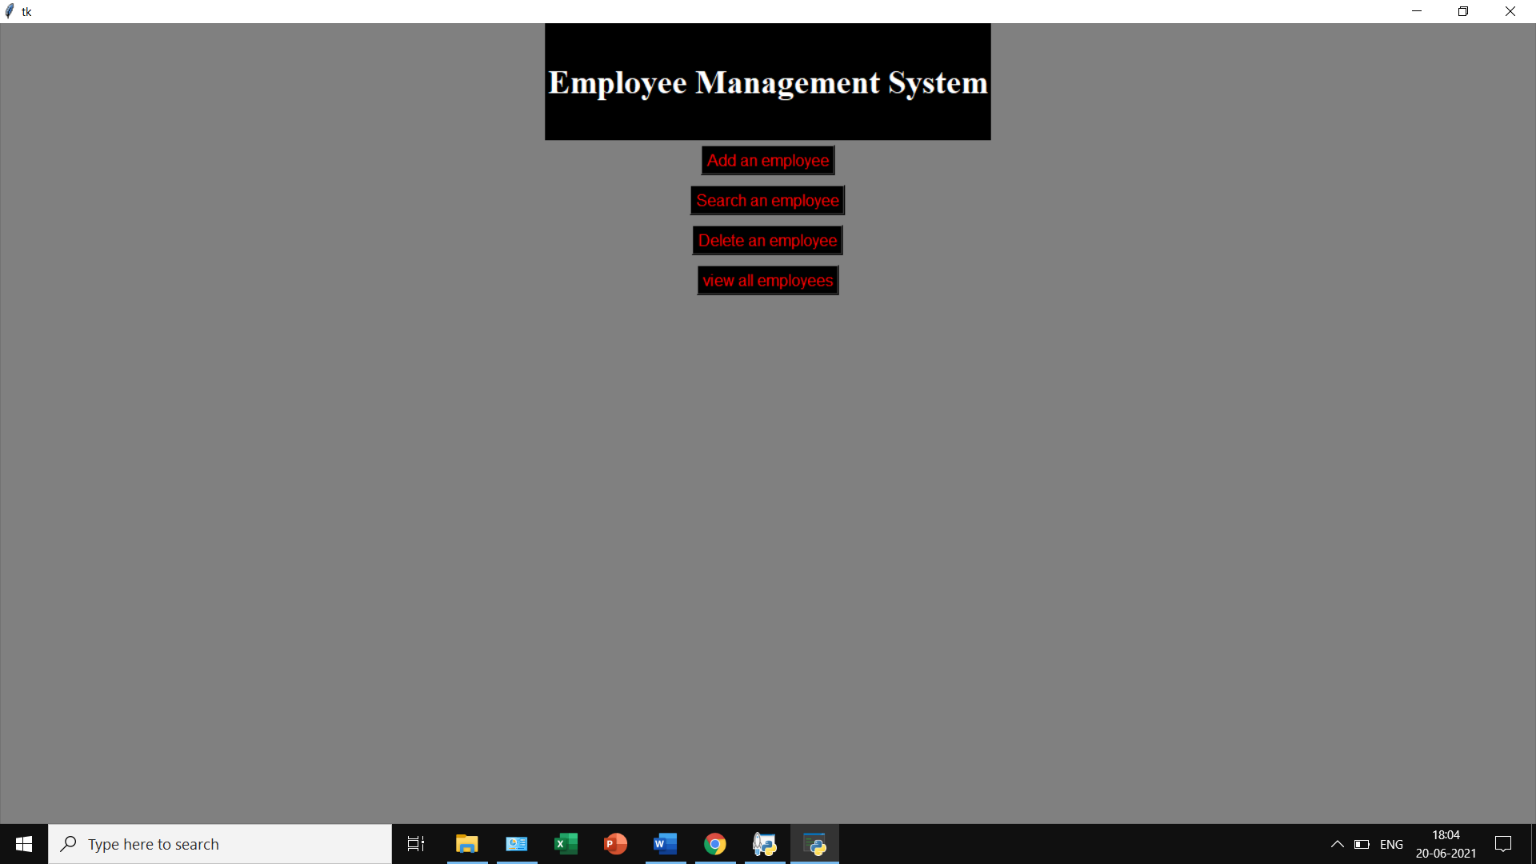 tk
Employee Management System
Add an employee
Search an employee
Delete an employee
view all employees
Type here to search
ENG
18:04
20-06-2021